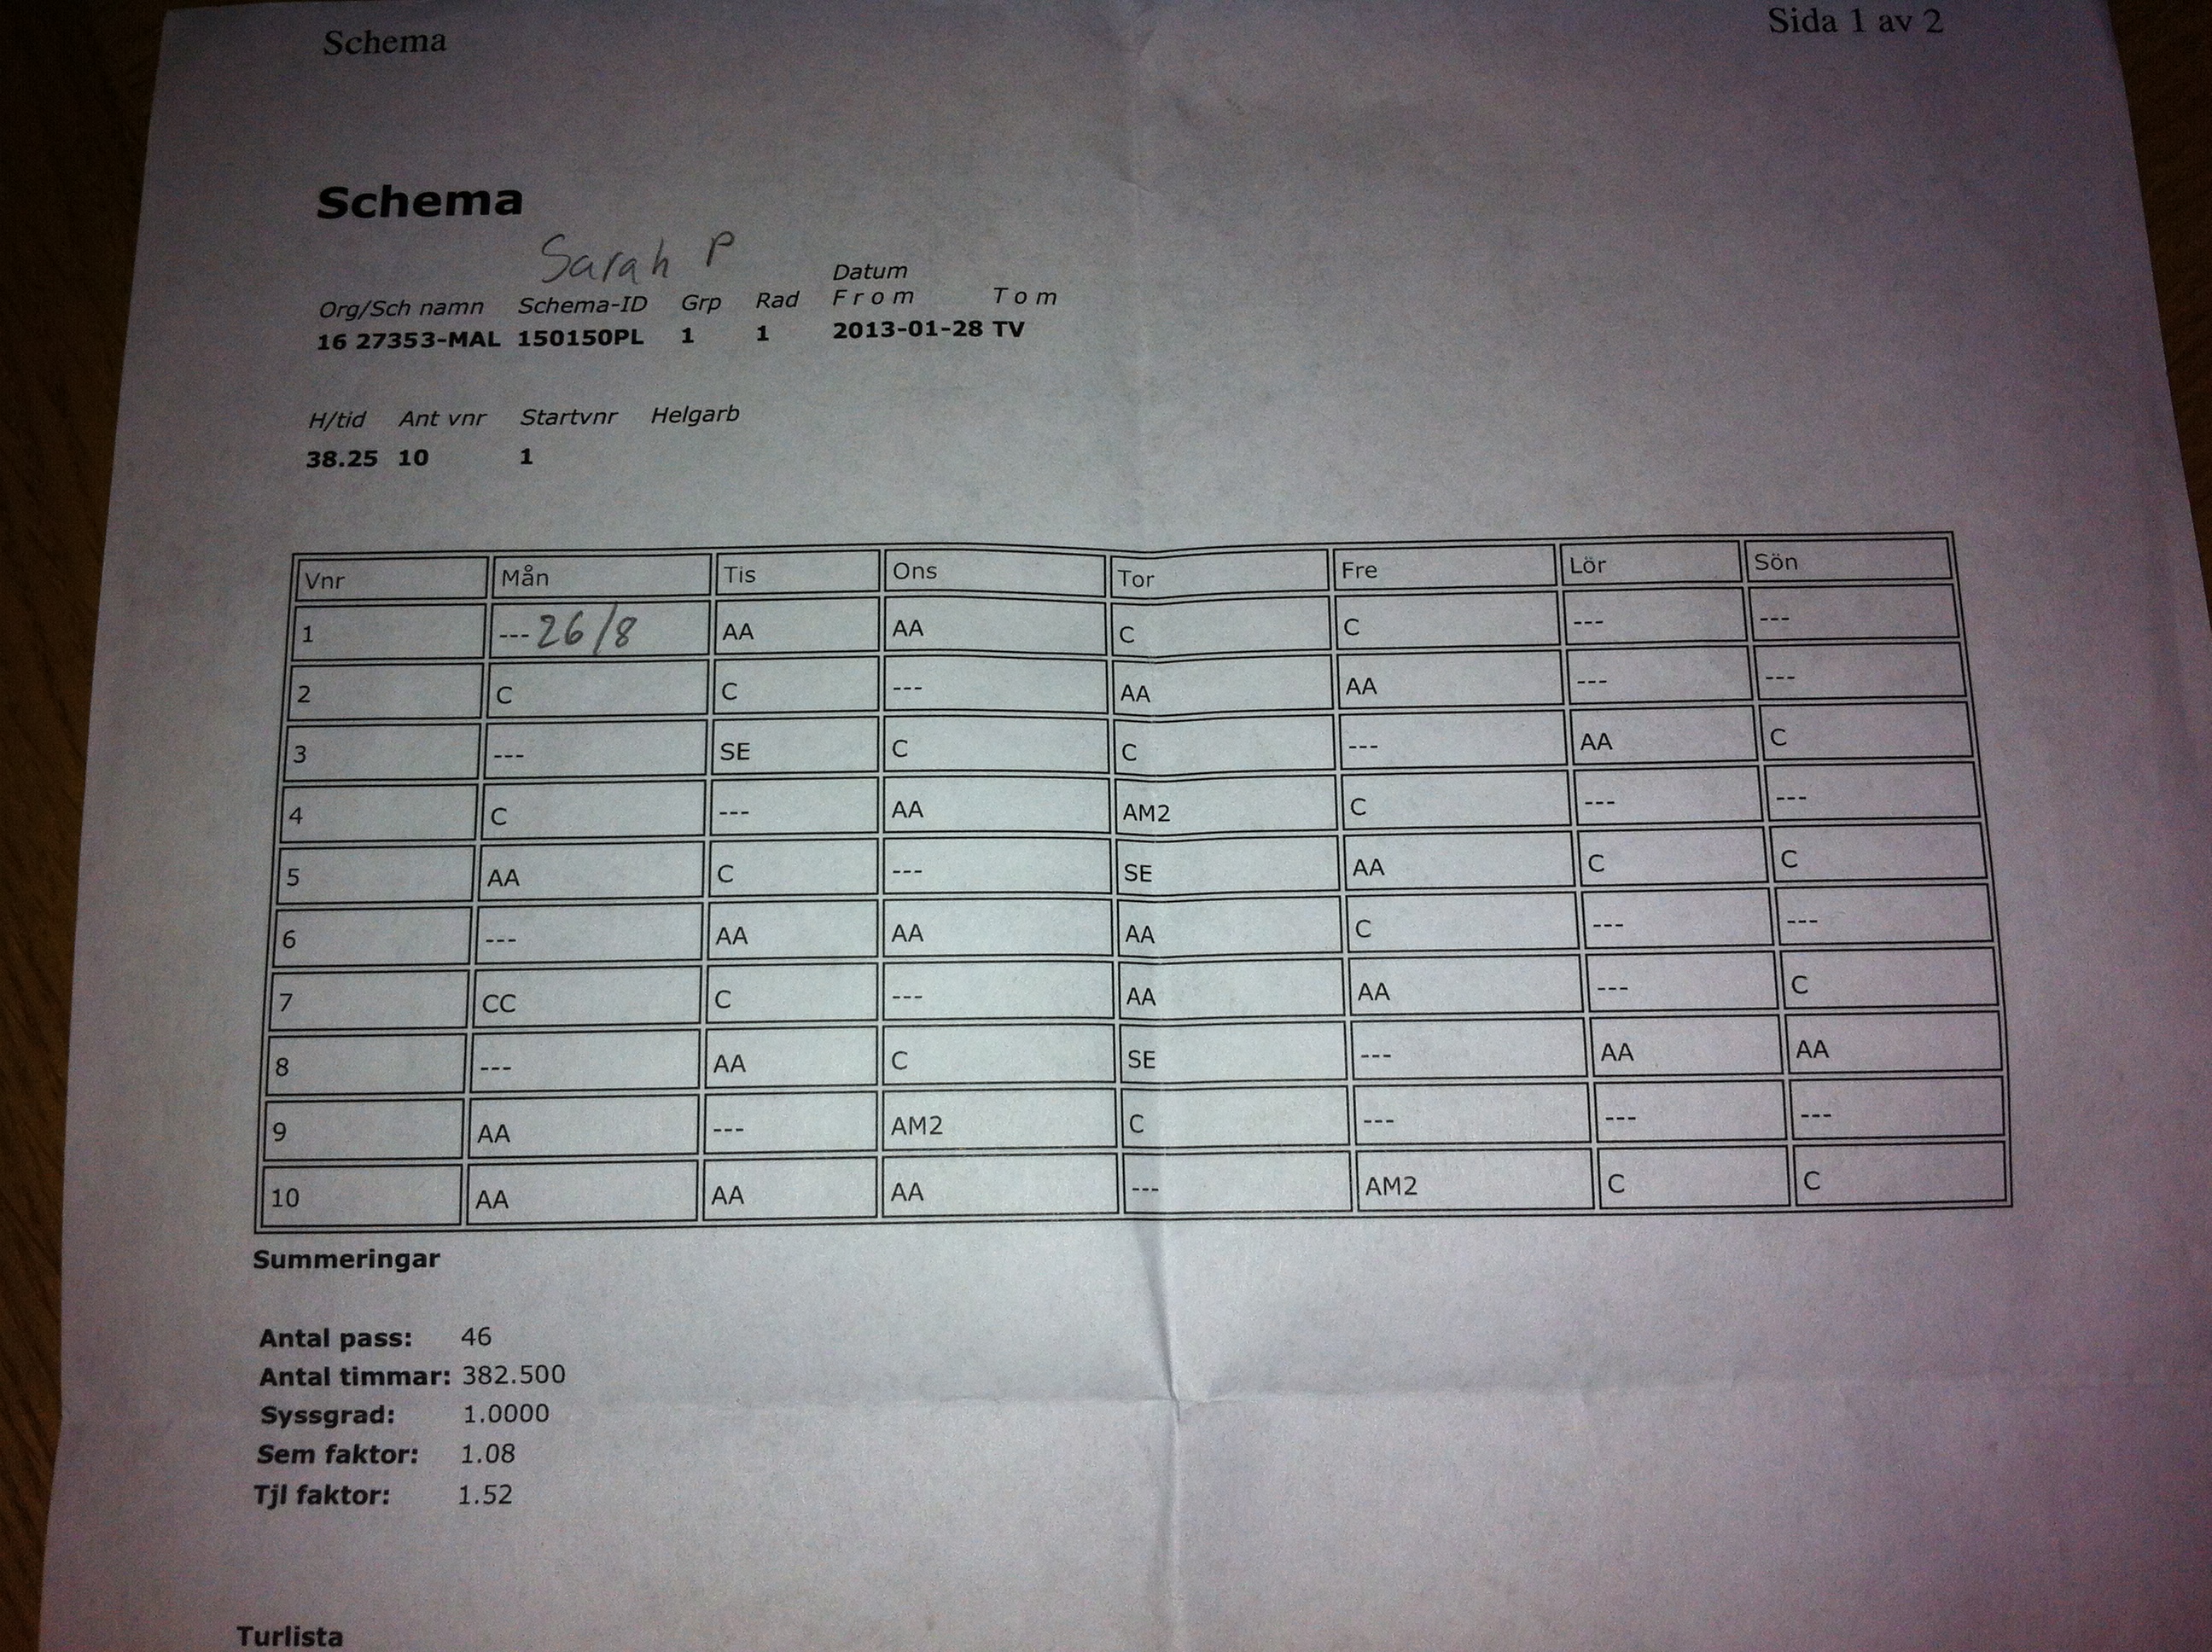 Schema Sida 1 av 2
Schema
Sarah P
Datum
Org/Sch namn Schema-ID Grp Rad From Tom
16 27353-MAL 150150PL 1 1 2013-01-28 TV
H/tid Ant vnr Startvnr Helgarb
38.25 10 1
Vnr Mån Tis Ons Tor Fre Lör Sön
1 --- 26/8 AA AA C C --- ---
2 C C --- AA AA --- ---
3 --- SE C C --- AA C
4 C --- AA AM2 C --- ---
5 AA C --- SE AA C C
6 --- AA AA AA C --- ---
7 CC C --- AA AA --- C
8 --- AA C SE --- AA AA
9 AA --- AM2 C --- --- ---
10 AA AA AA --- AM2 C C
Summeringar
Antal pass: 46
Antal timmar: 382.500
Syssgrad: 1.0000
Sem faktor: 1.08
Tjl faktor: 1.52
Turlista